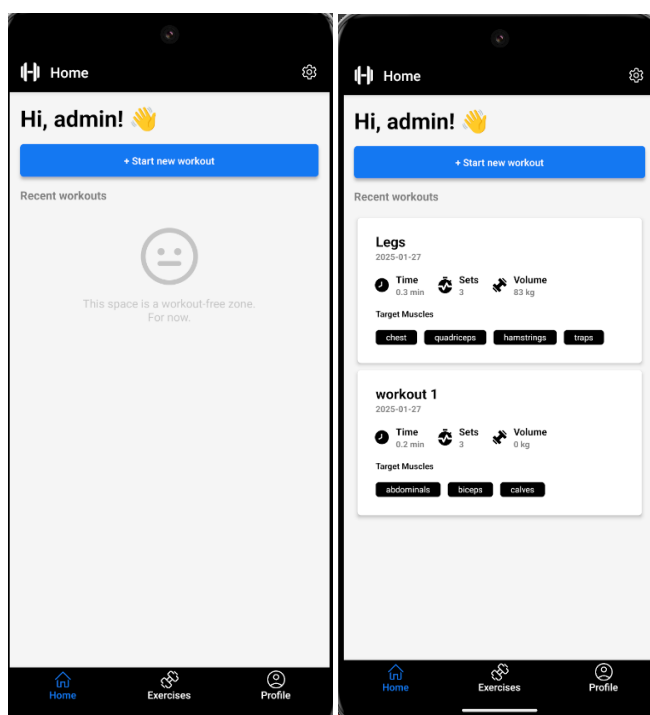 Home
Hi, admin! 👋
+ Start new workout
Recent workouts
This space is a workout-free zone.
For now.
Home Exercises Profile
Home
Hi, admin! 👋
+ Start new workout
Recent workouts
Legs
2025-01-27
Time Sets Volume
0.3 min 3 83 kg
Target Muscles
chest quadriceps hamstrings traps
workout 1
2025-01-27
Time Sets Volume
0.2 min 3 0 kg
Target Muscles
abdominals biceps calves
Home Exercises Profile